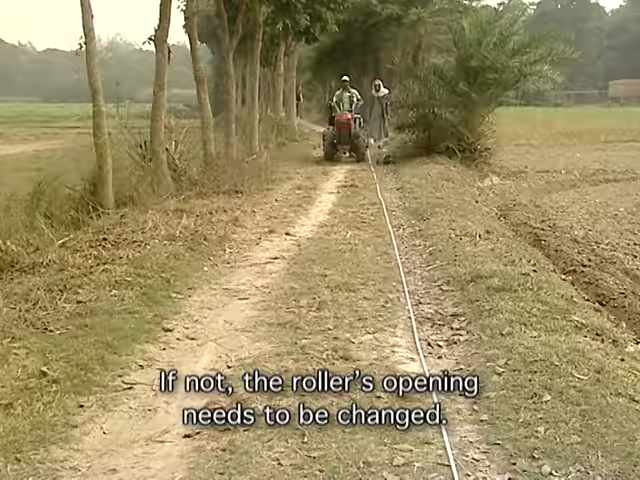 If not, the roller's opening
needs to be changed.